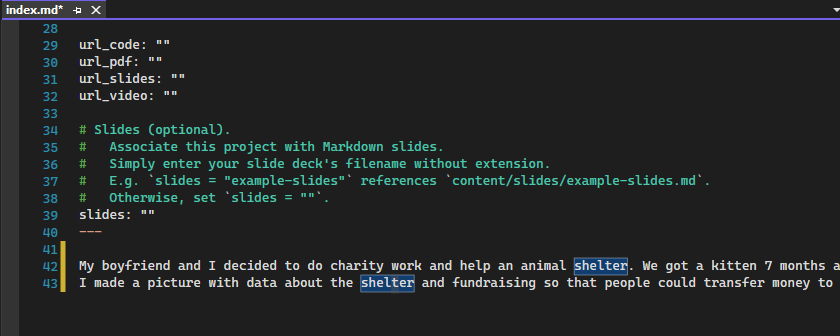 index.md*
28
29 url_code: ""
30 url_pdf: ""
31 url_slides: ""
32 url_video: ""
33
34 # Slides (optional).
35 #   Associate this project with Markdown slides.
36 #   Simply enter your slide deck's filename without extension.
37 #   E.g. `slides = "example-slides"` references `content/slides/example-slides.md`.
38 #   Otherwise, set `slides = ""`.
39 slides: ""
40 ---
41
42 My boyfriend and I decided to do charity work and help an animal shelter. We got a kitten 7 months a
43 I made a picture with data about the shelter and fundraising so that people could transfer money to